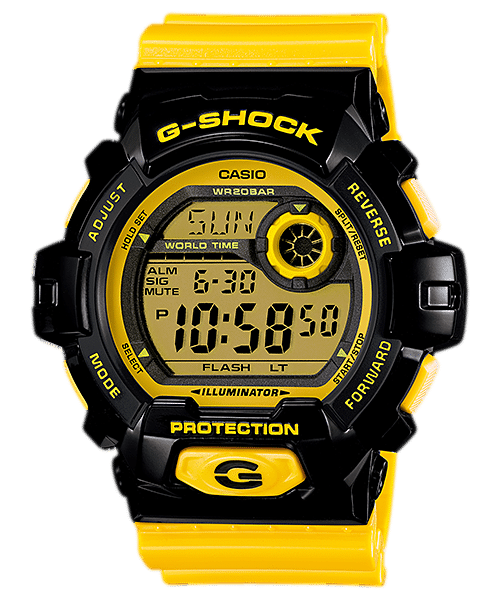 G-SHOCK
CASIO
WR20BAR
ADJUST
HOLD SET
REVERSE
SPLIT/RESET
SUN
WORLD TIME
ALM
SIG
MUTE
6-30
P 10:58 50
FLASH LT
MODE
SELECT
START/STOP
FORWARD
ILLUMINATOR
PROTECTION
G